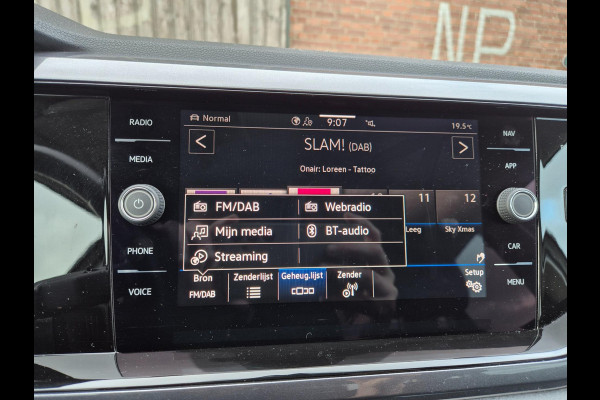 NP
RADIO
MEDIA
PHONE
VOICE
NAV
APP
CAR
MENU
Normal
9:07
19.5°C
SLAM! (DAB)
Onair: Loreen - Tattoo
11
12
Leeg
Sky Xmas
FM/DAB
Webradio
Mijn media
BT-audio
Streaming
Bron
FM/DAB
Zenderlijst
Geheug.lijst
Zender
Setup